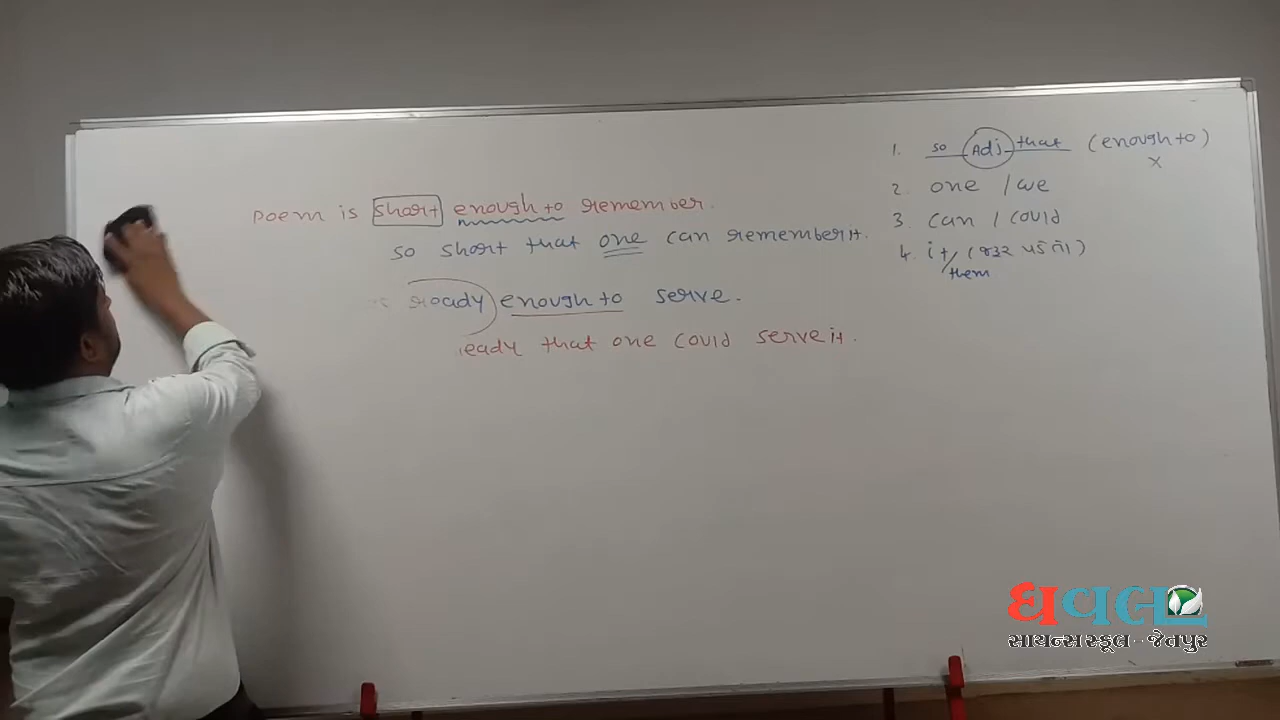 Poem is short enough to remember.
so short that one can remember it.
ready enough to serve.
eady that one could serve it.
1. so Adj that (enough to)
x
2. one / we
3. can / could
4. it / (જરૂર પડે તો)
them
ધવલ
સાયન્સ સ્કૂલ - જેતપુર